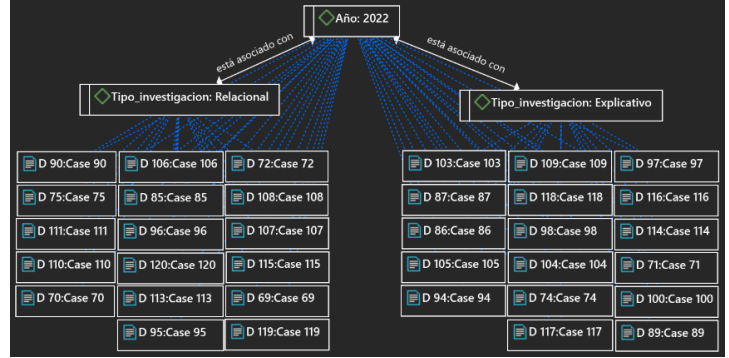 Año: 2022
está asociado con
está asociado con
Tipo_investigacion: Relacional
Tipo_investigacion: Explicativo
D 90:Case 90
D 106:Case 106
D 72:Case 72
D 103:Case 103
D 109:Case 109
D 97:Case 97
D 75:Case 75
D 85:Case 85
D 108:Case 108
D 87:Case 87
D 118:Case 118
D 116:Case 116
D 111:Case 111
D 96:Case 96
D 107:Case 107
D 86:Case 86
D 98:Case 98
D 114:Case 114
D 110:Case 110
D 120:Case 120
D 115:Case 115
D 105:Case 105
D 104:Case 104
D 71:Case 71
D 70:Case 70
D 113:Case 113
D 69:Case 69
D 94:Case 94
D 74:Case 74
D 100:Case 100
D 95:Case 95
D 119:Case 119
D 117:Case 117
D 89:Case 89